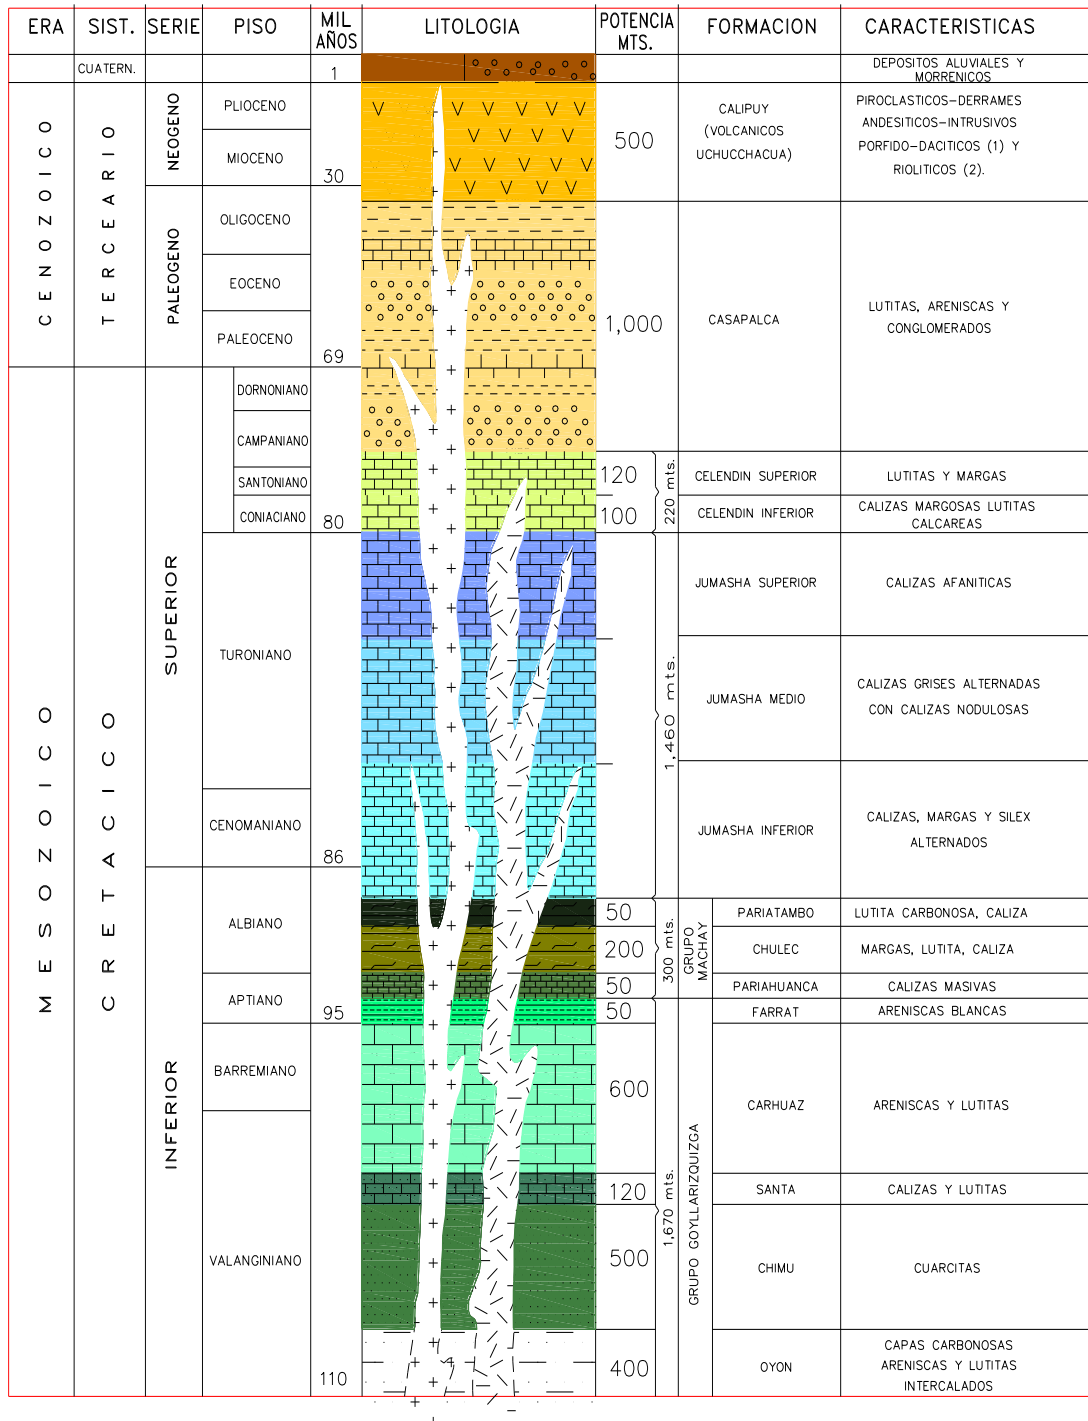 ERA SIST. SERIE PISO MIL AÑOS LITOLOGIA POTENCIA MTS. FORMACION CARACTERISTICAS
CUATERN. 1 DEPOSITOS ALUVIALES Y
MORRENICOS
CENOZOICO
TERCEARIO
NEOGENO
PLIOCENO
MIOCENO
30
500
CALIPUY
(VOLCANICOS
UCHUCCHACUA)
PIROCLASTICOS-DERRAMES
ANDESITICOS-INTRUSIVOS
PORFIDO-DACITICOS (1) Y
RIOLITICOS (2).
PALEOGENO
OLIGOCENO
EOCENO
PALEOCENO
69
1,000
CASAPALCA
LUTITAS, ARENISCAS Y
CONGLOMERADOS
MESOZOICO
CRETACICO
SUPERIOR
DORNONIANO
CAMPANIANO
SANTONIANO
CONIACIANO
80
120
100
220 mts.
CELENDIN SUPERIOR
LUTITAS Y MARGAS
CELENDIN INFERIOR
CALIZAS MARGOSAS LUTITAS
CALCAREAS
TURONIANO
CENOMANIANO
86
1,460 mts.
JUMASHA SUPERIOR
CALIZAS AFANITICAS
JUMASHA MEDIO
CALIZAS GRISES ALTERNADAS
CON CALIZAS NODULOSAS
JUMASHA INFERIOR
CALIZAS, MARGAS Y SILEX
ALTERNADOS
INFERIOR
ALBIANO
APTIANO
95
50
200
50
300 mts.
GRUPO
MACHAY
PARIATAMBO
LUTITA CARBONOSA, CALIZA
CHULEC
MARGAS, LUTITA, CALIZA
PARIAHUANCA
CALIZAS MASIVAS
50
FARRAT
ARENISCAS BLANCAS
BARREMIANO
VALANGINIANO
110
600
120
500
400
1,670 mts.
GRUPO GOYLLARIZQUIZGA
CARHUAZ
ARENISCAS Y LUTITAS
SANTA
CALIZAS Y LUTITAS
CHIMU
CUARCITAS
OYON
CAPAS CARBONOSAS
ARENISCAS Y LUTITAS
INTERCALADOS